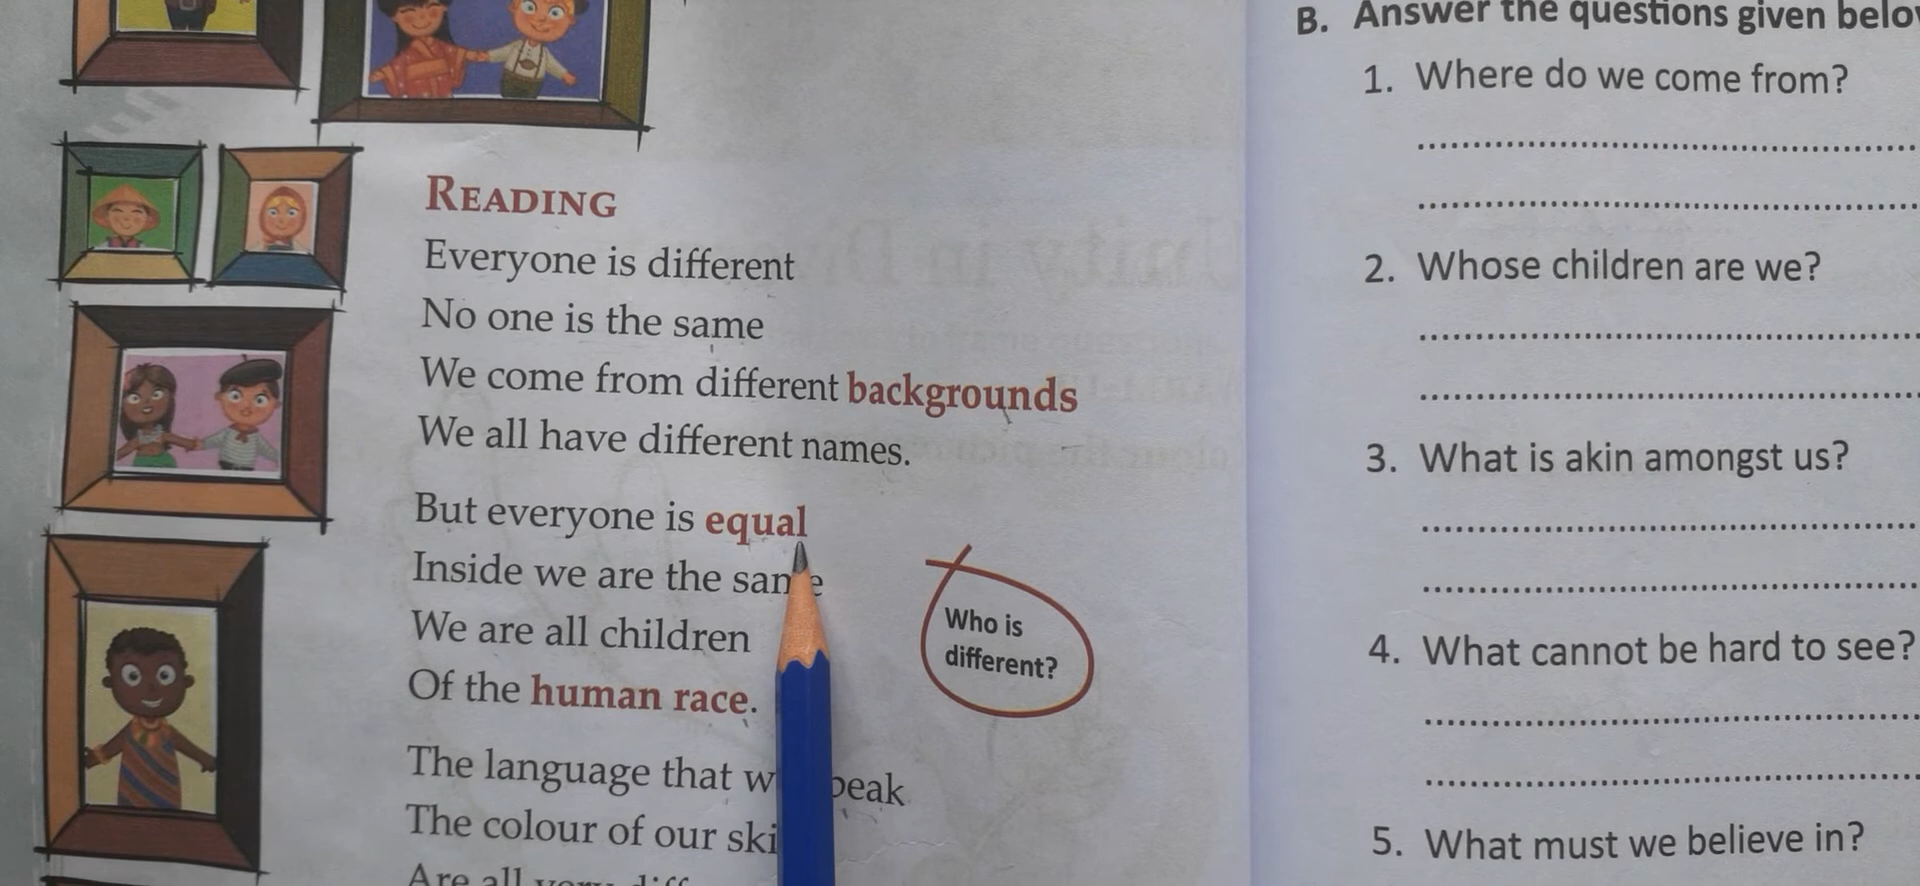 READING
Everyone is different
No one is the same
We come from different backgrounds
We all have different names.
But everyone is equal
Inside we are the same
We are all children
Of the human race.
The language that
The colour of our
Are all
Who is
different?
B. Answer the questions given
1. Where do we come from?
2. Whose children are we?
3. What is akin amongst us?
4. What cannot be hard to see?
5. What must we believe in?